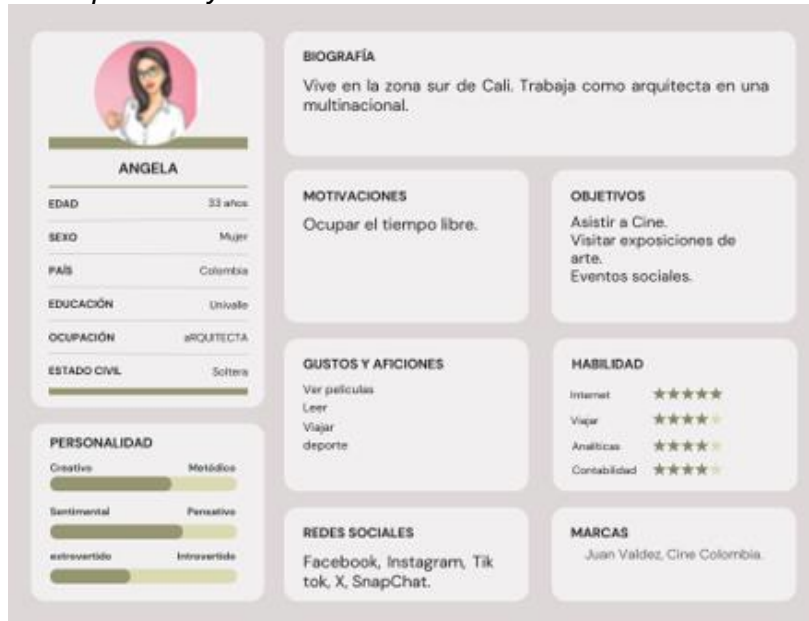 ANGELA
EDAD 33 años
SEXO Mujer
PAÍS Colombia
EDUCACIÓN Univalle
OCUPACIÓN aRQUITECTA
ESTADO CIVIL Soltera
PERSONALIDAD
Creativo Metódico
Sentimental Pensativo
extrovertido Introvertido
BIOGRAFÍA
Vive en la zona sur de Cali. Trabaja como arquitecta en una
multinacional.
MOTIVACIONES
Ocupar el tiempo libre.
OBJETIVOS
Asistir a Cine.
Visitar exposiciones de
arte.
Eventos sociales.
GUSTOS Y AFICIONES
Ver películas
Leer
Viajar
deporte
HABILIDAD
Internet
Viajar
Analíticas
Contabilidad
REDES SOCIALES
Facebook, Instagram, Tik
tok, X, SnapChat.
MARCAS
Juan Valdez, Cine Colombia.